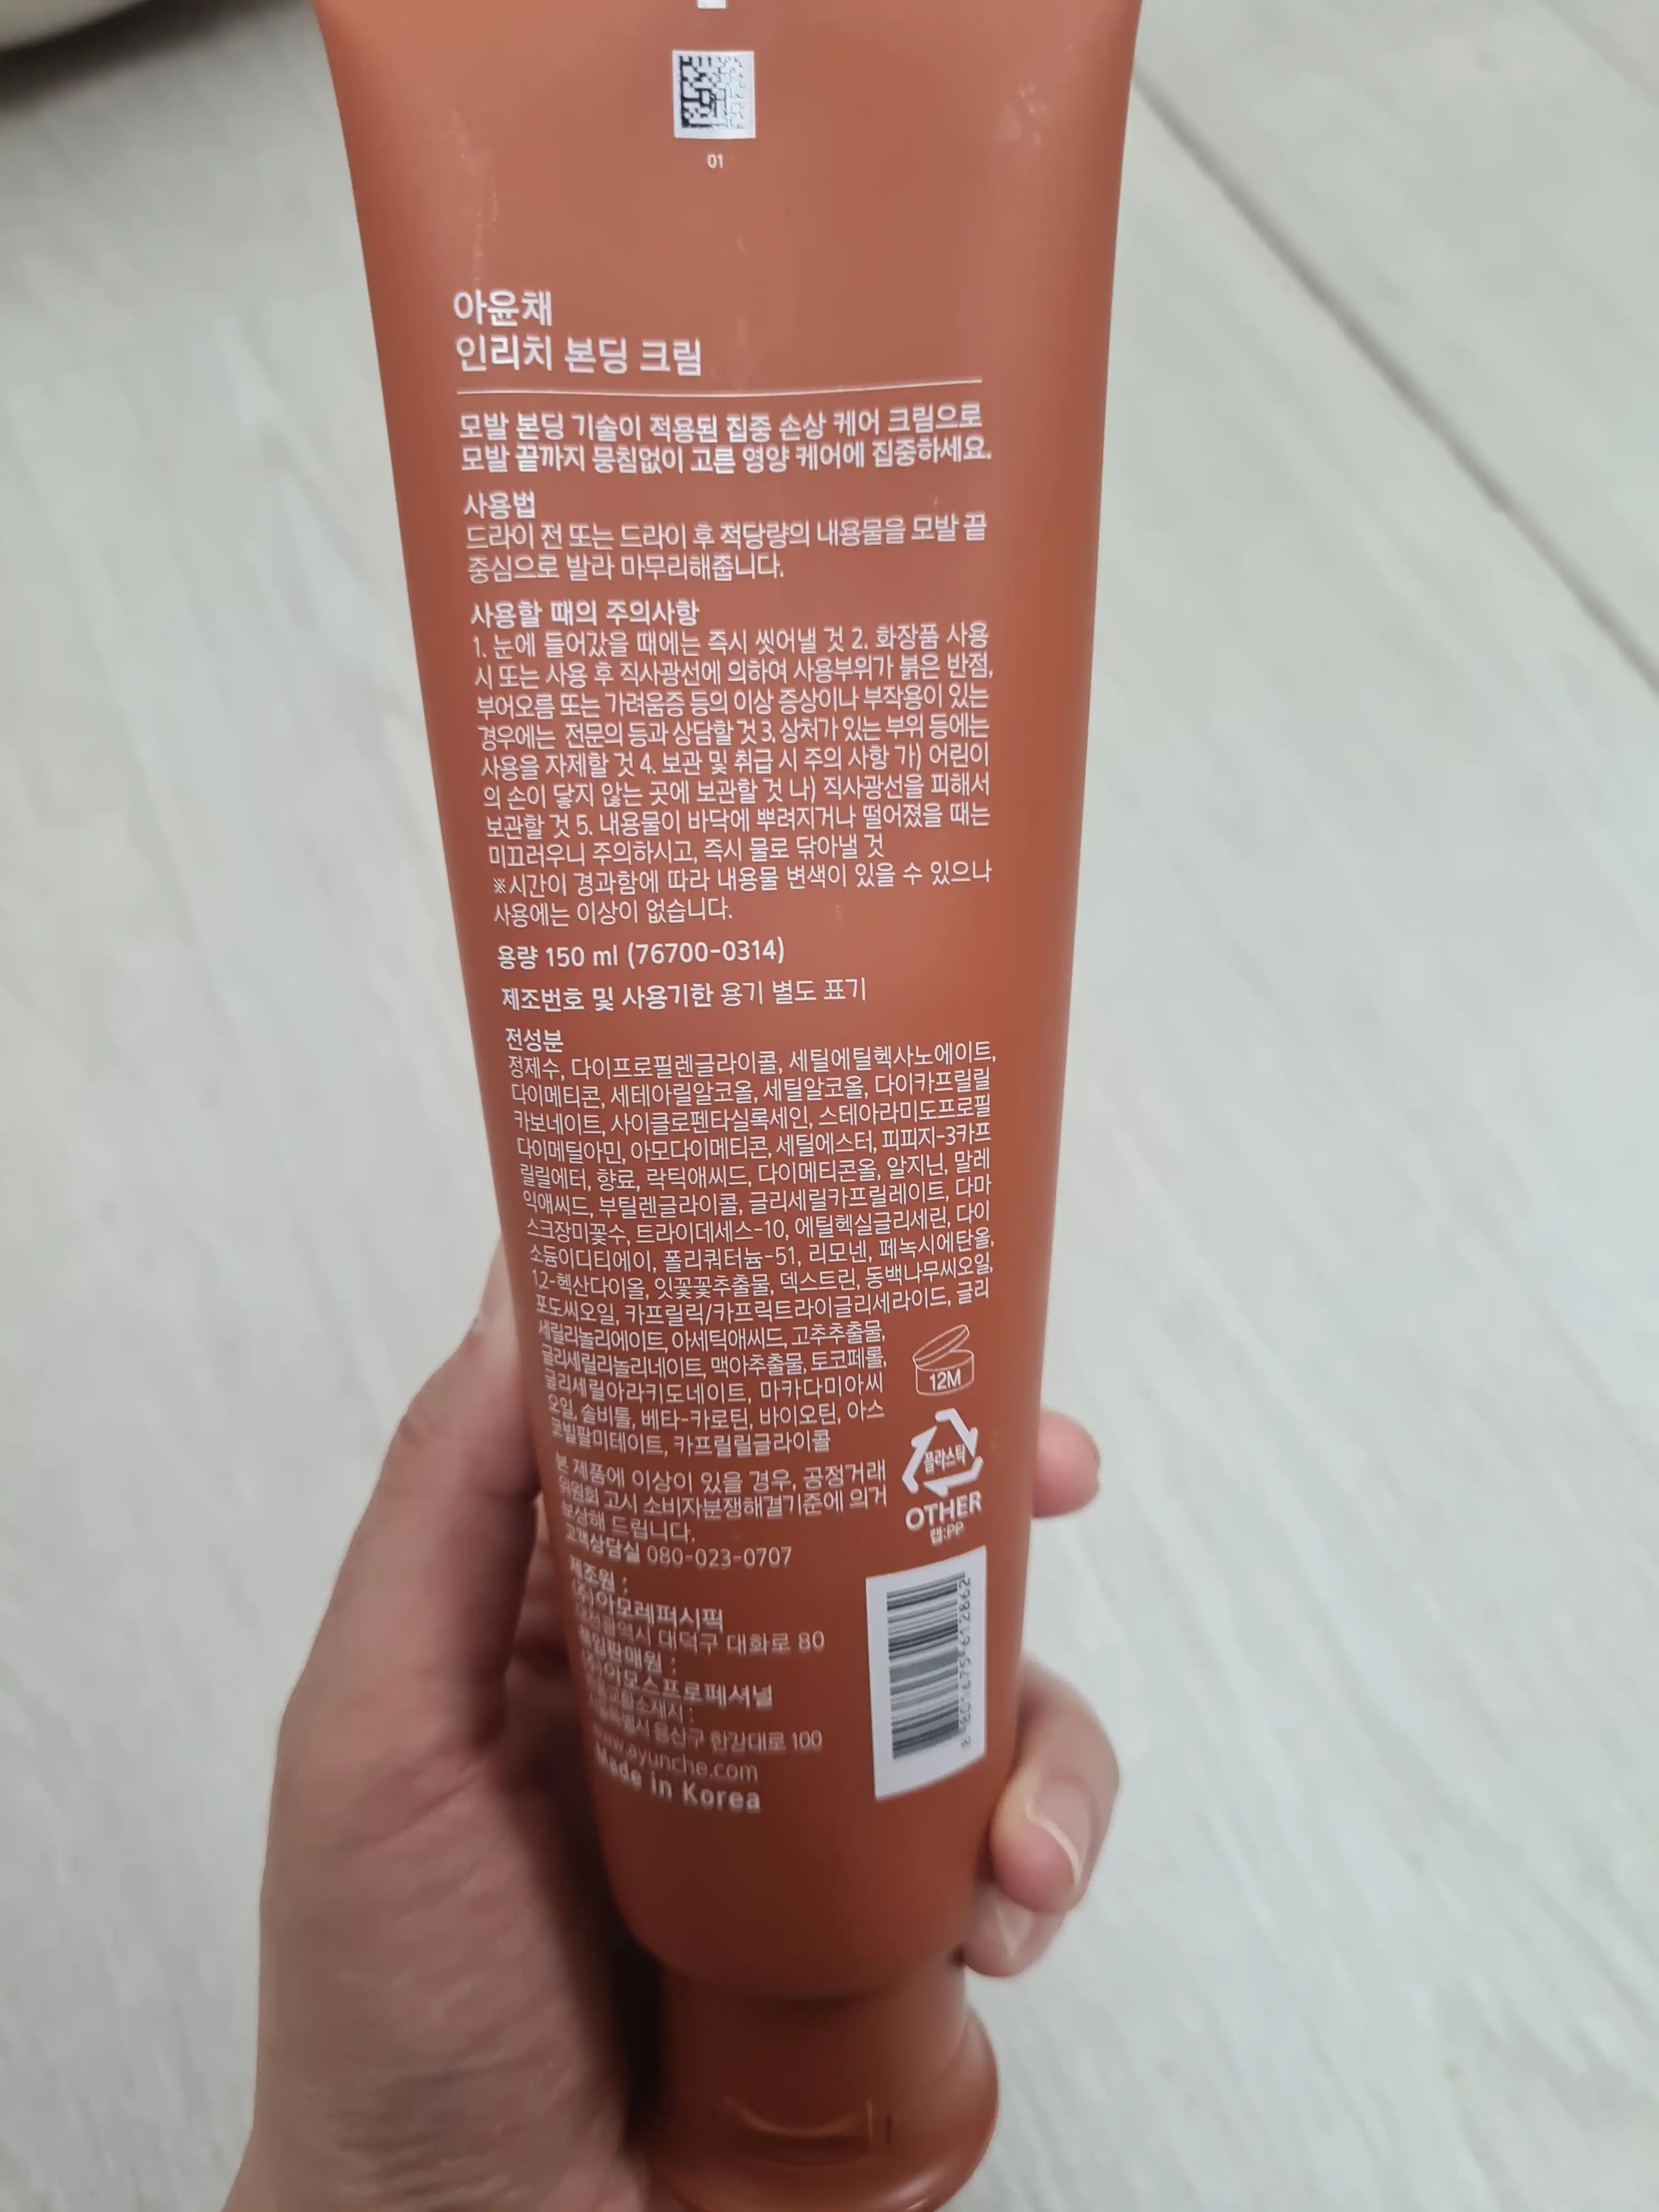 01
아윤채
인리치 본딩 크림
모발 본딩 기술이 적용된 집중 손상 케어 크림으로
모발 끝까지 뭉침없이 고른 영양 케어에 집중하세요.
사용법
드라이 전 또는 드라이 후 적당량의 내용물을 모발 끝
중심으로 발라 마무리해줍니다.
사용할 때의 주의사항
1. 눈에 들어갔을 때에는 즉시 씻어낼 것 2. 화장품 사용
시 또는 사용 후 직사광선에 의하여 사용부위가 붉은 반점,
부어오름 또는 가려움증 등의 이상 증상이나 부작용이 있는
경우에는 전문의 등과 상담할 것 3. 상처가 있는 부위 등에는
사용을 자제할 것 4. 보관 및 취급 시 주의 사항 가) 어린이
의 손이 닿지 않는 곳에 보관할 것 나) 직사광선을 피해서
보관할 것 5. 내용물이 바닥에 뿌려지거나 떨어졌을 때는
미끄러우니 주의하시고, 즉시 물로 닦아낼 것
※시간이 경과함에 따라 내용물 변색이 있을 수 있으나
사용에는 이상이 없습니다.
용량 150 ml (76700-0314)
제조번호 및 사용기한 용기 별도 표기
전성분
정제수, 다이프로필렌글라이콜, 세틸에틸헥사노에이트,
다이메티콘, 세테아릴알코올, 세틸알코올, 다이카프릴릴
카보네이트, 사이클로펜타실록세인, 스테아라미도프로필
다이메틸아민, 아모다이메티콘, 세틸에스터, 피피지-3카프
릴릴에터, 향료, 락틱애씨드, 다이메티콘올, 알지닌, 말레
익애씨드, 부틸렌글라이콜, 글리세릴카프릴레이트, 다마
스크장미꽃수, 트라이데세스-10, 에틸헥실글리세린, 다이
소듐이디티에이, 폴리쿼터늄-51, 리모넨, 페녹시에탄올,
1,2-헥산다이올, 잇꽃꽃추출물, 덱스트린, 동백나무씨오일,
포도씨오일, 카프릴릭/카프릭트라이글리세라이드, 글리
세릴리놀리에이트, 아세틱애씨드, 고추추출물,
글리세릴리놀리네이트, 맥아추출물, 토코페롤,
글리세릴아라키도네이트, 마카다미아씨
오일, 솔비톨, 베타-카로틴, 바이오틴, 아스
코빌팔미테이트, 카프릴릴글라이콜
12M
본 제품에 이상이 있을 경우, 공정거래
위원회 고시 소비자분쟁해결기준에 의거
보상해 드립니다.
고객상담실 080-023-0707
플라스틱
OTHER
캡:PP
제조원 :
(주)아모레퍼시픽
대전광역시 대덕구 대화로 80
책임판매원 :
(주)아모스프로페셔널
서울특별시 용산구 한강대로 100
www.ayunche.com
Made in Korea
8 801675 612862